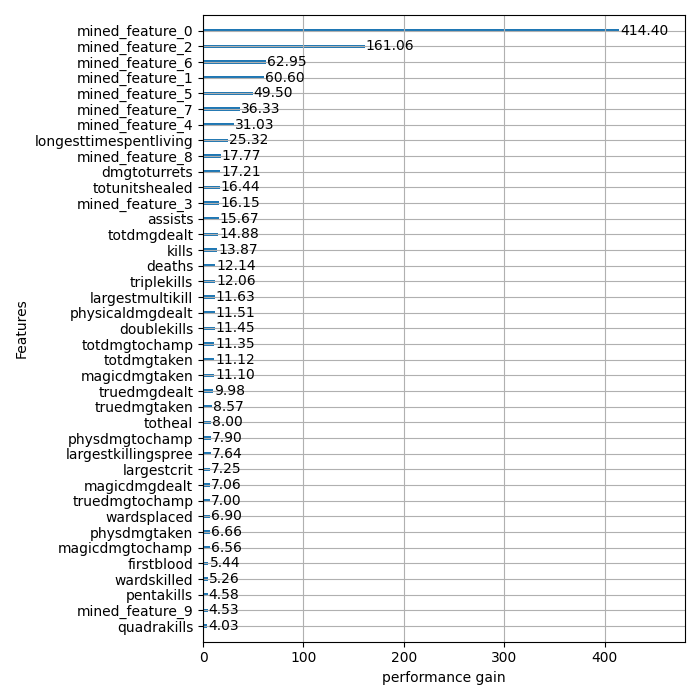 mined_feature_0 414.40
mined_feature_2 161.06
mined_feature_6 62.95
mined_feature_1 60.60
mined_feature_5 49.50
mined_feature_7 36.33
mined_feature_4 31.03
longesttimespentliving 25.32
mined_feature_8 17.77
dmgtoturrets 17.21
totunitshealed 16.44
mined_feature_3 16.15
assists 15.67
totdmgdealt 14.88
kills 13.87
deaths 12.14
triplekills 12.06
largestmultikill 11.63
physicaldmgdealt 11.51
doublekills 11.45
totdmgtochamp 11.35
totdmgtaken 11.12
magicdmgtaken 11.10
truedmgdealt 9.98
truedmgtaken 8.57
totheal 8.00
physdmgtochamp 7.90
largestkillingspree 7.64
largestcrit 7.25
magicdmgdealt 7.06
truedmgtochamp 7.00
wardsplaced 6.90
physdmgtaken 6.66
magicdmgtochamp 6.56
firstblood 5.44
wardskilled 5.26
pentakills 4.58
mined_feature_9 4.53
quadrakills 4.03
Features
0 100 200 300 400
performance gain